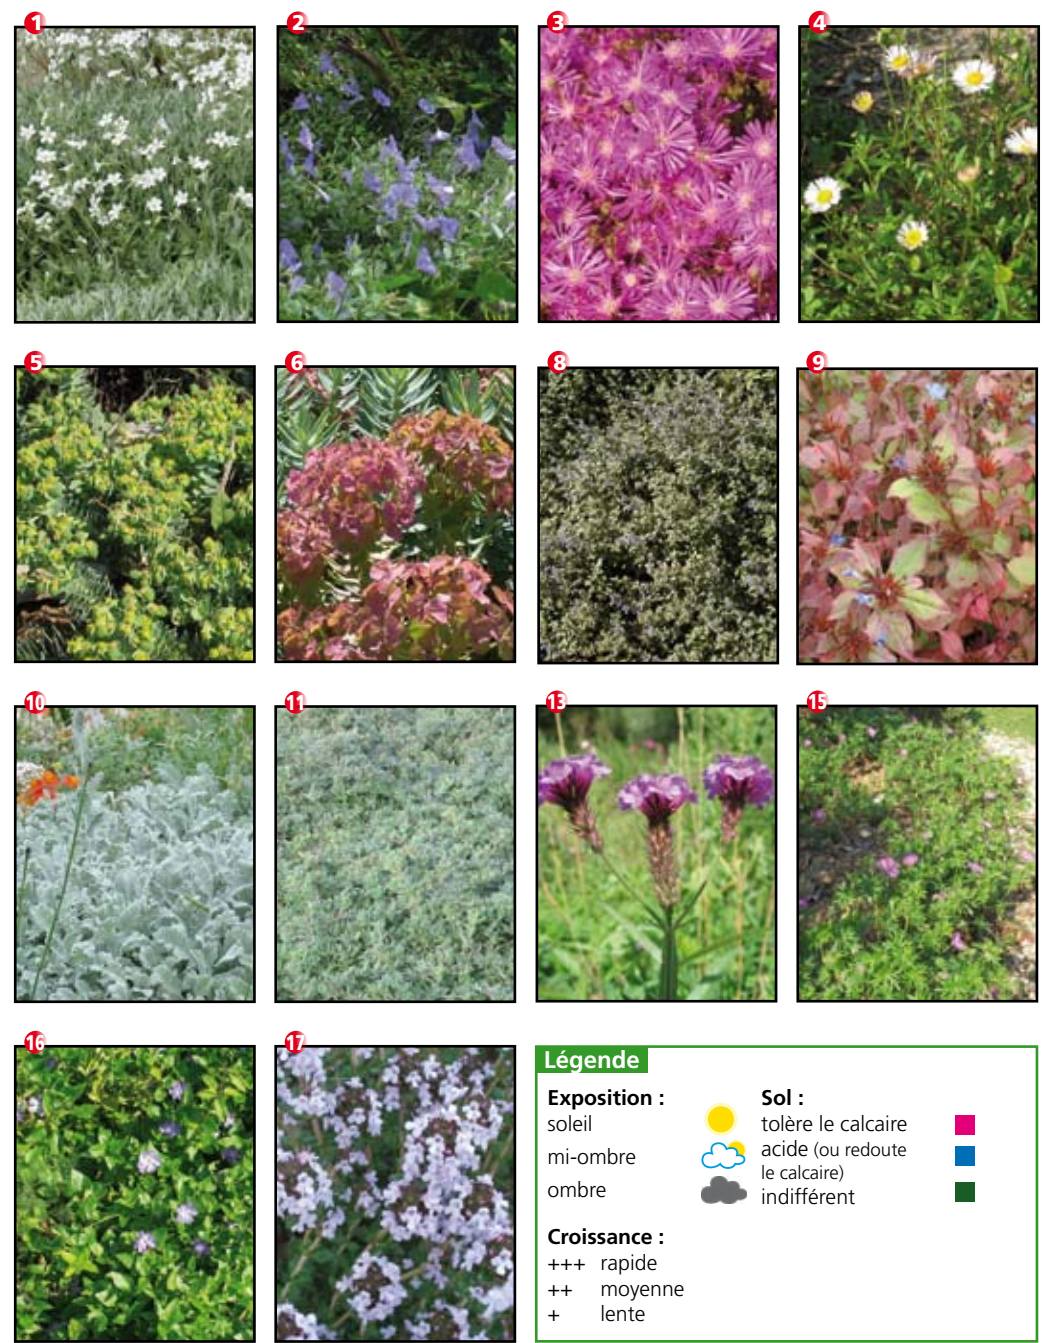 1
2
3
4
5
6
8
9
10
11
13
15
16
17
Légende
Exposition :
soleil
mi-ombre
ombre
Sol :
tolère le calcaire
acide (ou redoute
le calcaire)
indifférent
Croissance :
+++ rapide
++ moyenne
+ lente